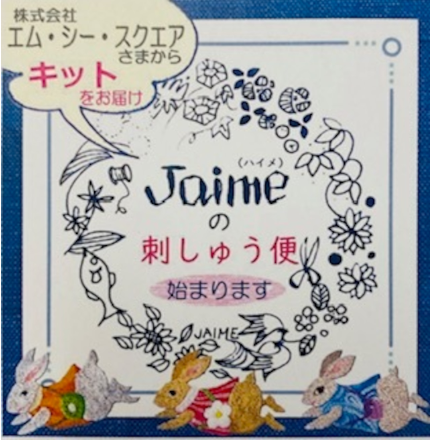 株式会社
エム・シー・スクエア
さまから
キット
をお届け
Jaime
(ハイメ)
の
刺しゅう便
始まります
JAIME